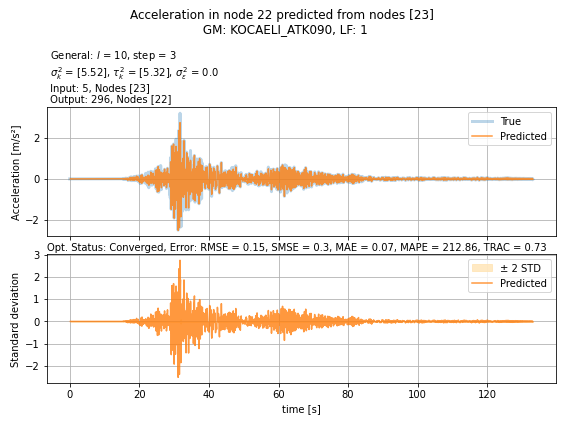 Acceleration in node 22 predicted from nodes [23]
GM: KOCAELI_ATK090, LF: 1
General: l = 10, step = 3
σ²ₖ = [5.52], τ²ₖ = [5.32], σ²ε = 0.0
Input: 5, Nodes [23]
Output: 296, Nodes [22]
True
Predicted
Acceleration [m/s²]
2
0
−2
Opt. Status: Converged, Error: RMSE = 0.15, SMSE = 0.3, MAE = 0.07, MAPE = 212.86, TRAC = 0.73
± 2 STD
Predicted
Standard deviation
3
2
1
0
−1
−2
0 20 40 60 80 100 120
time [s]